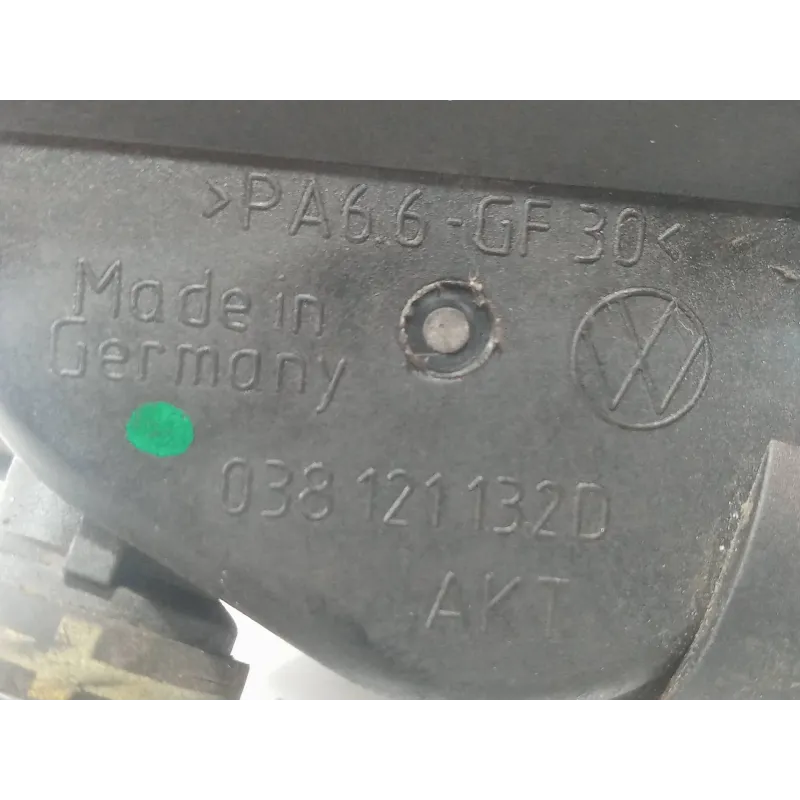 >PA6.6-GF30<
Made in
Germany
038 121 132D
AKT